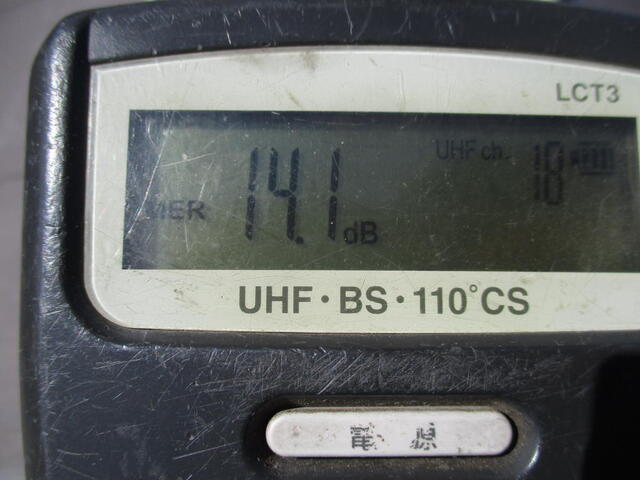 LCT3
UHF ch. 18
MER 14.1 dB
UHF・BS・110°CS
電源